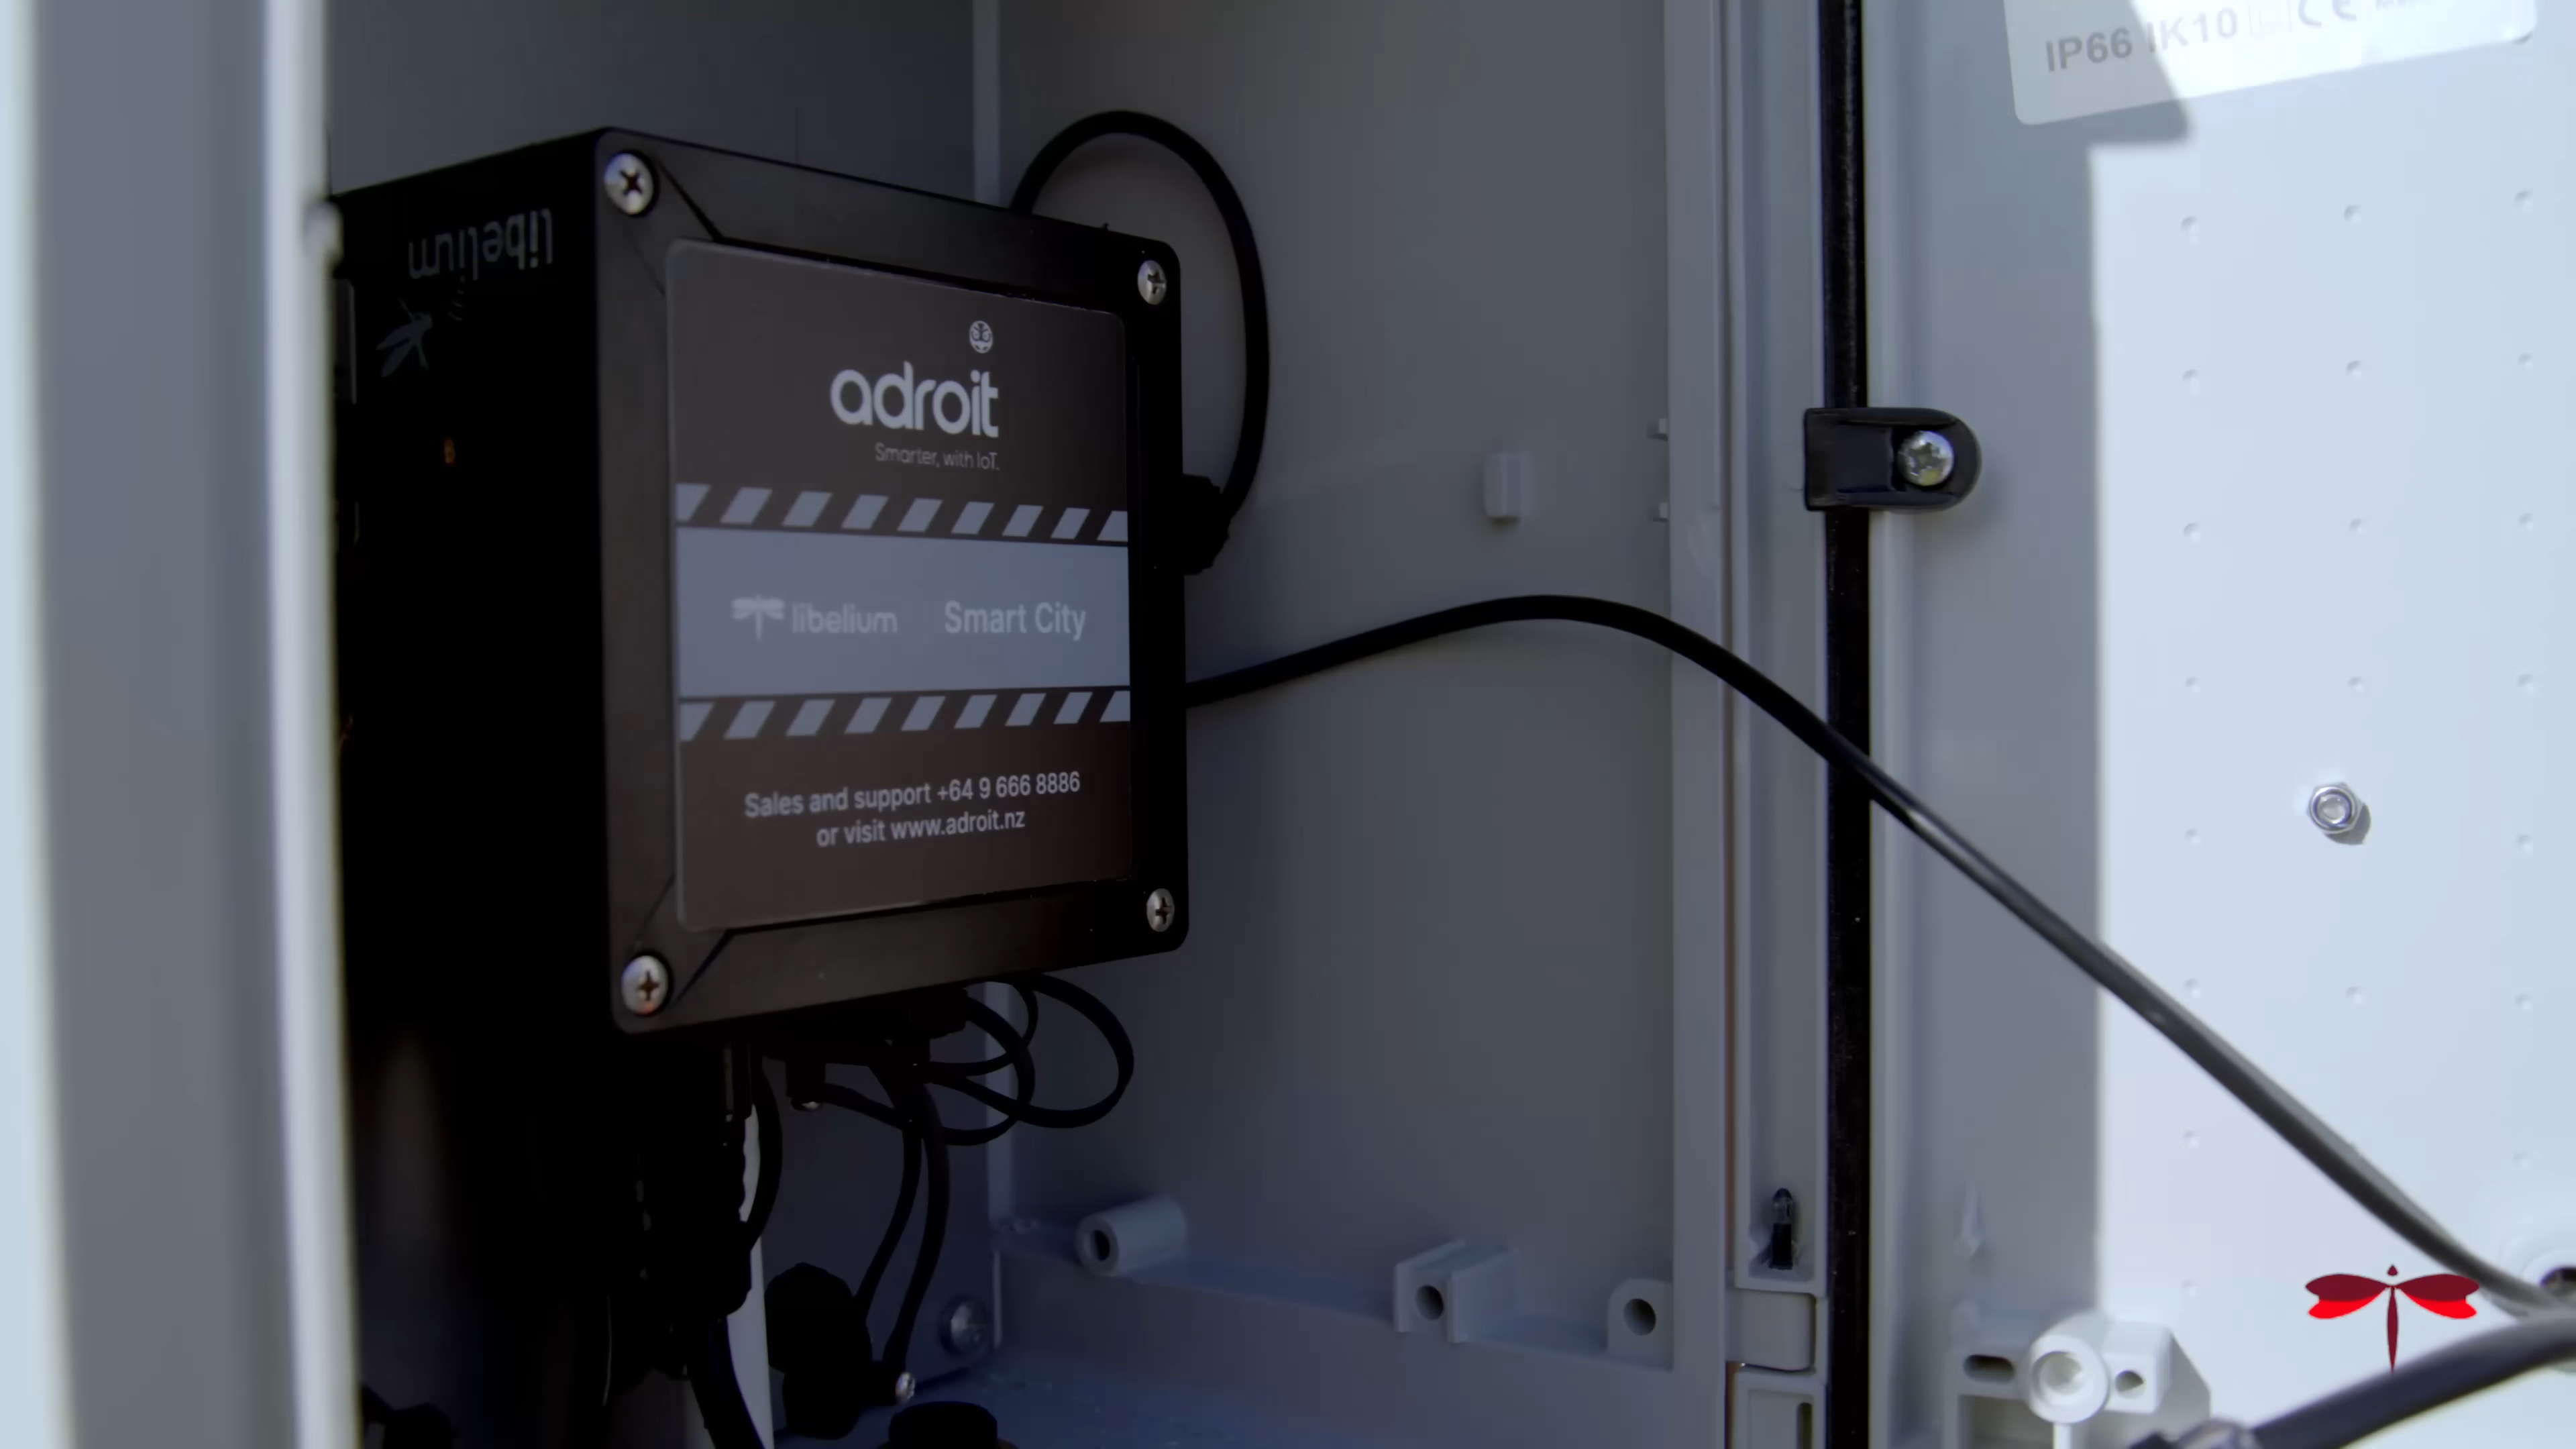 IP66 IK10 CE
libelium
adroit
Smarter, with IoT.
libelium Smart City
Sales and support +64 9 666 8886
or visit www.adroit.nz